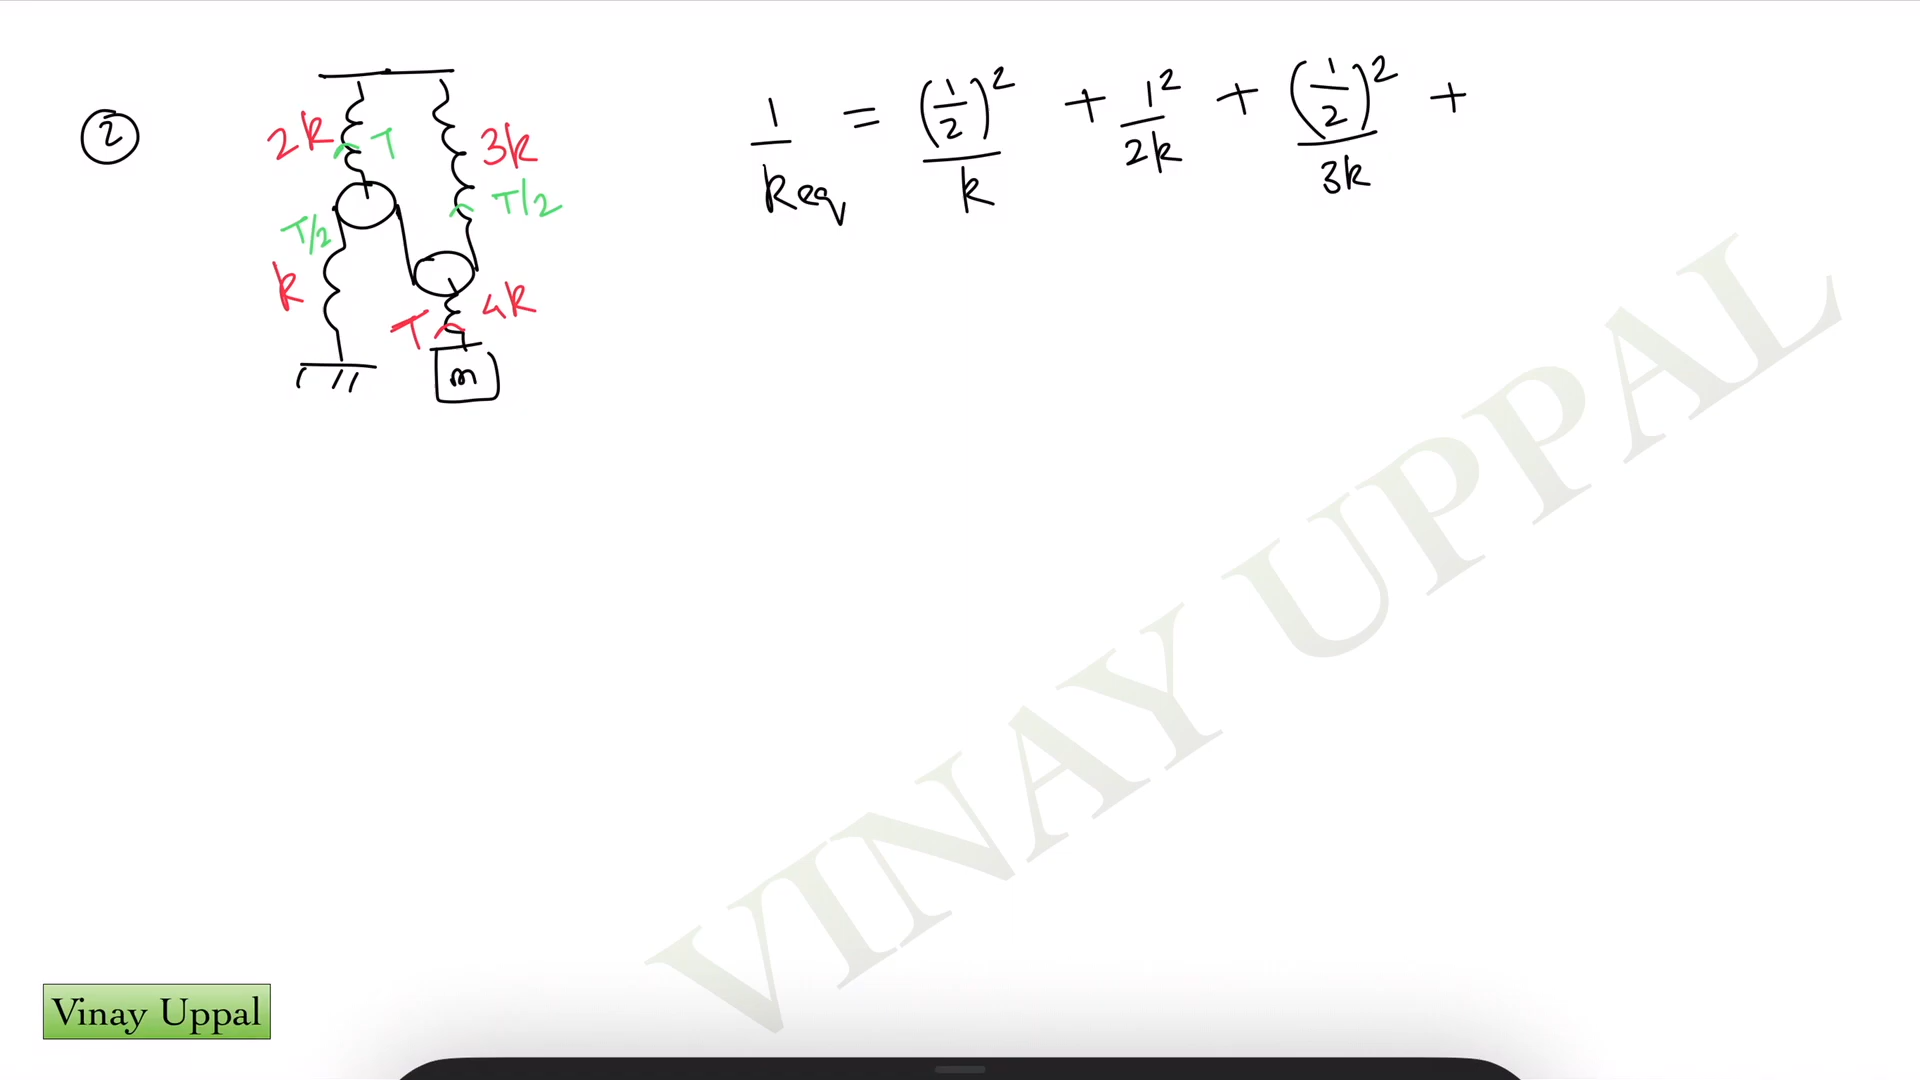 ②
2k T 3k
T/2 T/2
k T 4k
m
1/keq = (1/2)²/k + 1²/2k + (1/2)²/3k +
VINAY UPPAL
Vinay Uppal